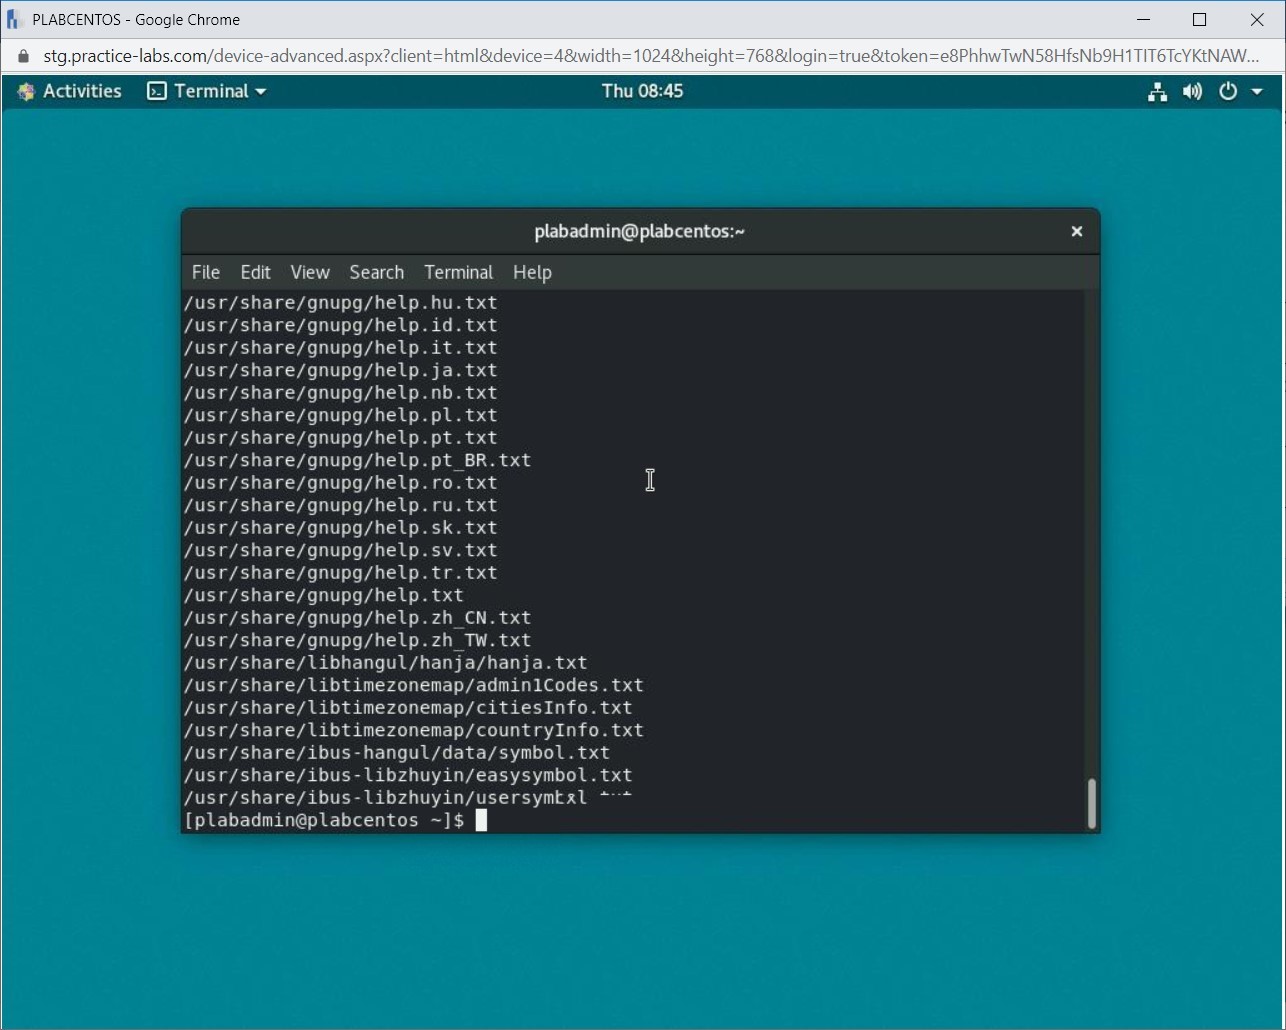 PLABCENTOS - Google Chrome
stg.practice-labs.com/device-advanced.aspx?client=html&device=4&width=1024&height=768&login=true&token=e8PhhwTwN58HfsNb9H1TIT6TcYKtNAW...
Activities Terminal Thu 08:45
plabadmin@plabcentos:~
File Edit View Search Terminal Help
/usr/share/gnupg/help.hu.txt
/usr/share/gnupg/help.id.txt
/usr/share/gnupg/help.it.txt
/usr/share/gnupg/help.ja.txt
/usr/share/gnupg/help.nb.txt
/usr/share/gnupg/help.pl.txt
/usr/share/gnupg/help.pt.txt
/usr/share/gnupg/help.pt_BR.txt
/usr/share/gnupg/help.ro.txt
/usr/share/gnupg/help.ru.txt
/usr/share/gnupg/help.sk.txt
/usr/share/gnupg/help.sv.txt
/usr/share/gnupg/help.tr.txt
/usr/share/gnupg/help.txt
/usr/share/gnupg/help.zh_CN.txt
/usr/share/gnupg/help.zh_TW.txt
/usr/share/libhangul/hanja/hanja.txt
/usr/share/libtimezonemap/admin1Codes.txt
/usr/share/libtimezonemap/citiesInfo.txt
/usr/share/libtimezonemap/countryInfo.txt
/usr/share/ibus-hangul/data/symbol.txt
/usr/share/ibus-libzhuyin/easysymbol.txt
/usr/share/ibus-libzhuyin/
[plabadmin@plabcentos ~]$